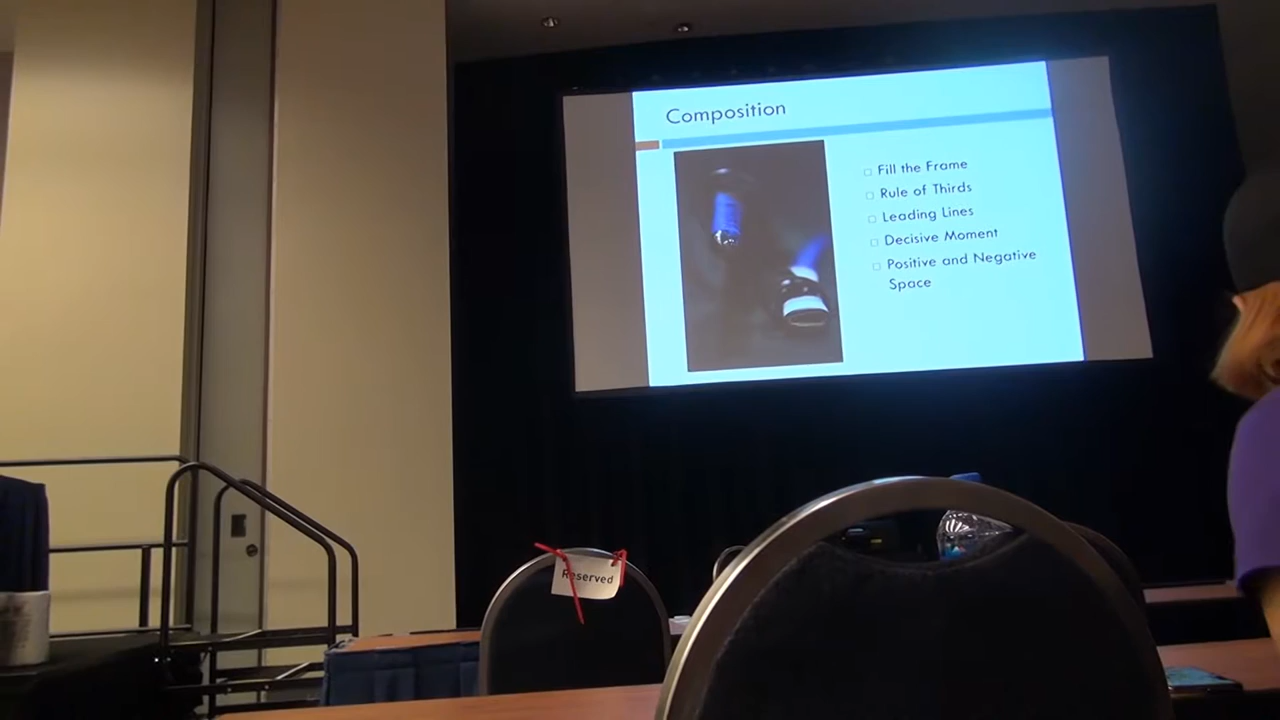 Composition
Fill the Frame
Rule of Thirds
Leading Lines
Decisive Moment
Positive and Negative
Space
Reserved